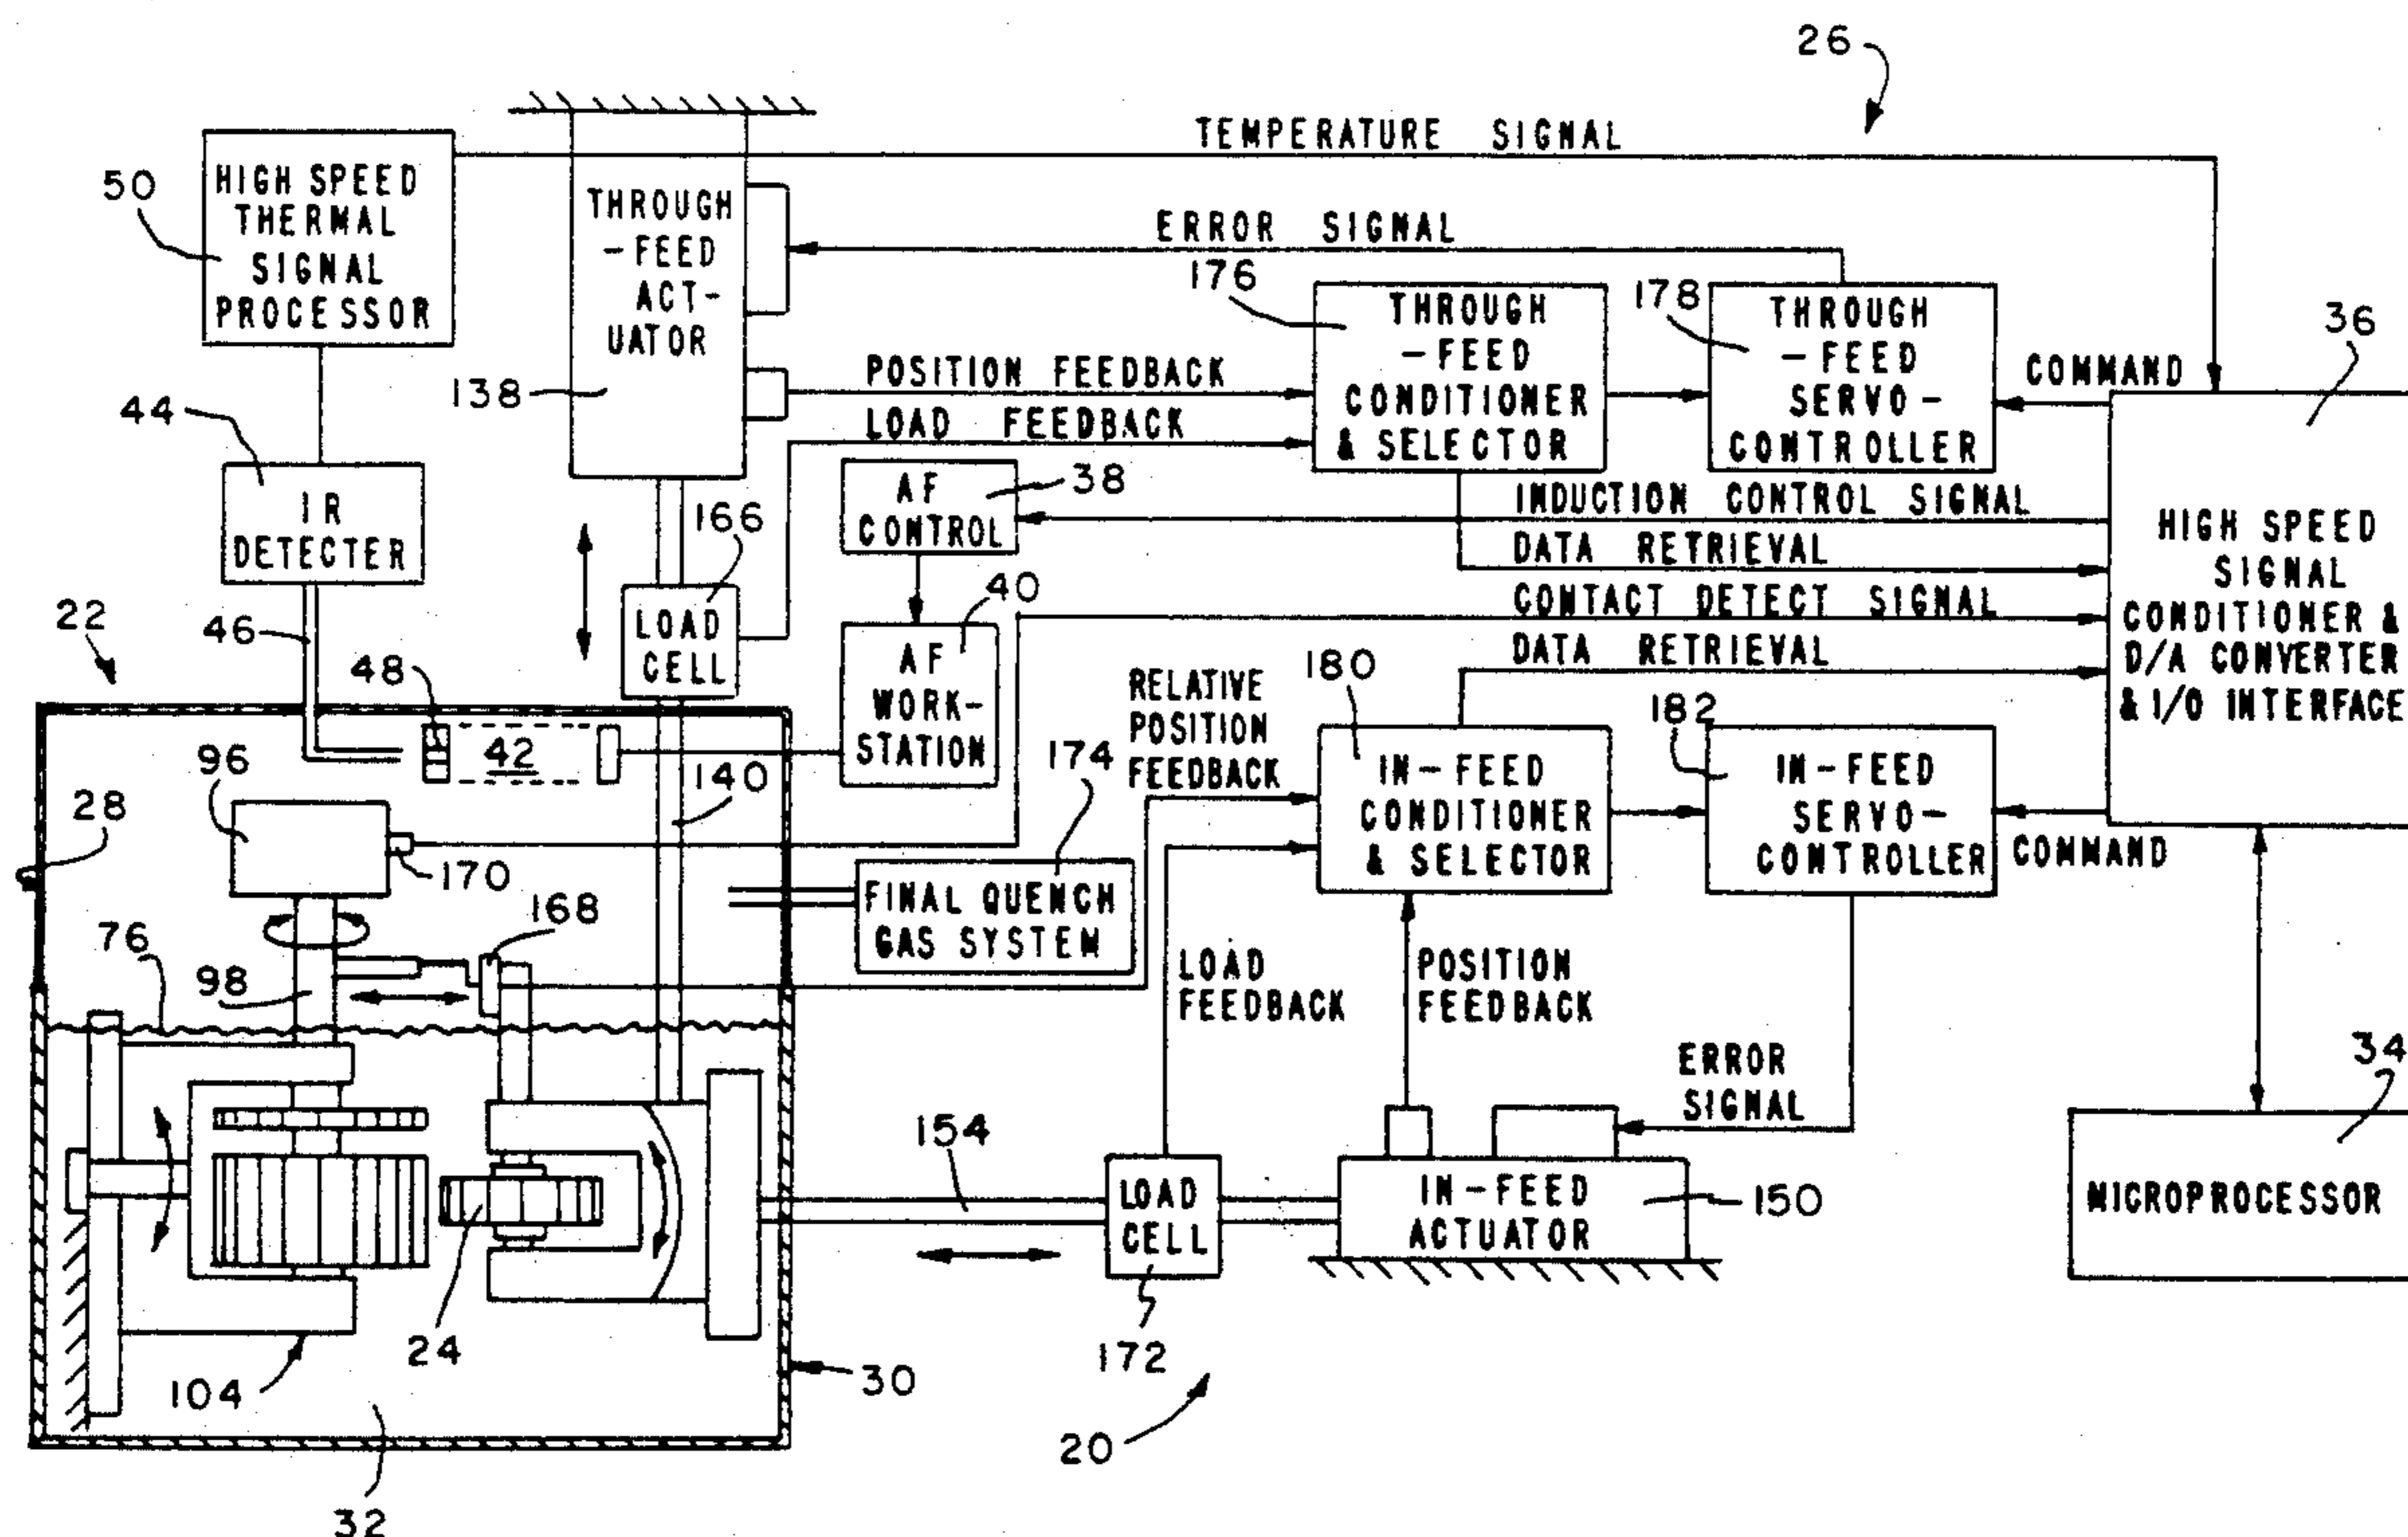 26
TEMPERATURE SIGNAL
50
HIGH SPEED
THERMAL
SIGNAL
PROCESSOR
THROUGH
-FEED
ACT-
UATOR
138
ERROR SIGNAL
176
THROUGH
-FEED
CONDITIONER
& SELECTOR
178
THROUGH
-FEED
SERVO-
CONTROLLER
COMMAND
36
POSITION FEEDBACK
LOAD FEEDBACK
44
IR
DETECTER
AF
CONTROL
38
INDUCTION CONTROL SIGNAL
DATA RETRIEVAL
CONTACT DETECT SIGNAL
DATA RETRIEVAL
HIGH SPEED
SIGNAL
CONDITIONER &
D/A CONVERTER
& I/O INTERFACE
166
LOAD
CELL
40
AF
WORK-
STATION
22
46
48
42
140
174
RELATIVE
POSITION
FEEDBACK
180
IN-FEED
CONDITIONER
& SELECTOR
182
IN-FEED
SERVO-
CONTROLLER
COMMAND
96
28
170
FINAL QUENCH
GAS SYSTEM
168
76
98
LOAD
FEEDBACK
POSITION
FEEDBACK
ERROR
SIGNAL
34
MICROPROCESSOR
154
LOAD
CELL
172
IN-FEED
ACTUATOR
150
24
104
30
20
32